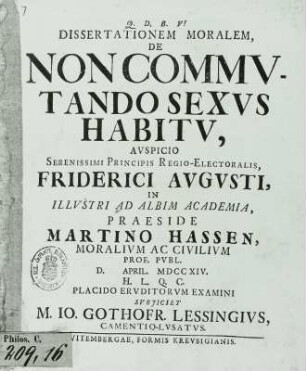 Q. D. B. V!
DISSERTATIONEM MORALEM,
DE
NON COMMV-
TANDO SEXVS
HABITV,
AVSPICIO
SERENISSIMI PRINCIPIS REGIO-ELECTORALIS,
FRIDERICI AVGVSTI,
IN
ILLVSTRI AD ALBIM ACADEMIA,
PRAESIDE
MARTINO HASSEN,
MORALIVM AC CIVILIVM
PROF. PVBL.
D. APRIL. MDCCXIV.
H. L. Q. C.
PLACIDO ERVDITORVM EXAMINI
SVBJICIET
M. IO. GOTHOFR. LESSINGIVS,
CAMENTIO-LVSATVS.
VITEMBERGAE, FORMIS KREVSIGIANIS.
Philos. C.
209, 16